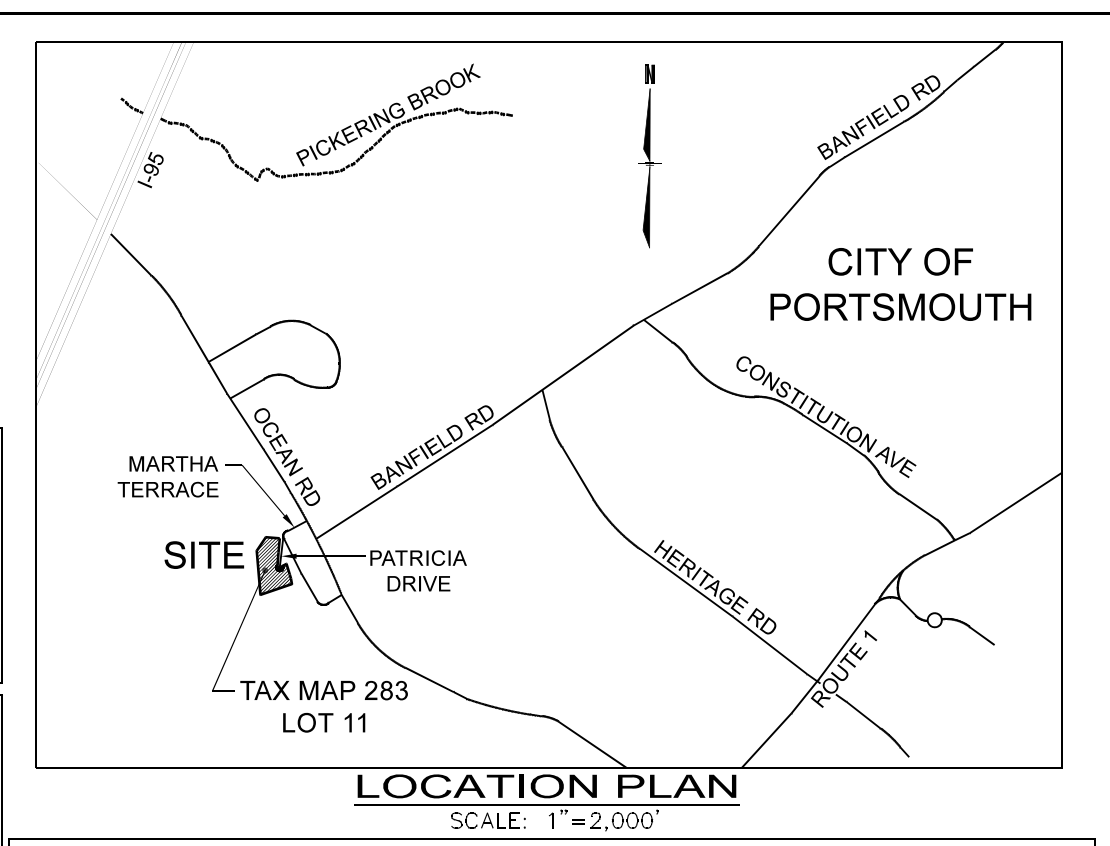 PICKERING BROOK
N
BANFIELD RD
I-95
CITY OF
PORTSMOUTH
CONSTITUTION AVE
OCEAN RD
BANFIELD RD
MARTHA
TERRACE
SITE
PATRICIA
DRIVE
HERITAGE RD
ROUTE 1
TAX MAP 283
LOT 11
LOCATION PLAN
SCALE: 1"=2,000'